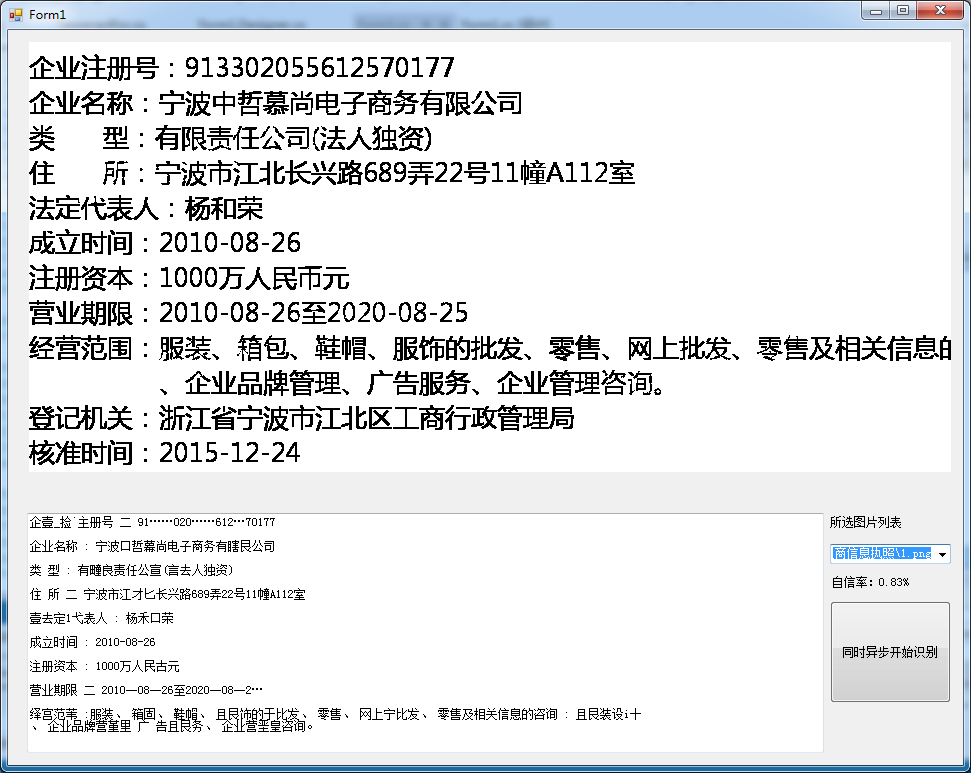 Form1
企业注册号：913302055612570177
企业名称：宁波中哲慕尚电子商务有限公司
类 型：有限责任公司(法人独资)
住 所：宁波市江北长兴路689弄22号11幢A112室
法定代表人：杨和荣
成立时间：2010-08-26
注册资本：1000万人民币元
营业期限：2010-08-26至2020-08-25
经营范围：服装、箱包、鞋帽、服饰的批发、零售、网上批发、零售及相关信息的
、企业品牌管理、广告服务、企业管理咨询。
登记机关：浙江省宁波市江北区工商行政管理局
核准时间：2015-12-24
企壹_捡`主册号 二 91……020……612…70177
企业名称 : 宁波口哲幕尚电子商务有瞎艮公司
类 型 : 有疃良责任公宣(言去人独资)
住 所 二 宁波市江才匕长兴路689弄22号11幢A112室
壹去定1弋表人 : 杨禾口荣
成立时间 : 2010-08-26
注册资本 : 1000万人民古元
营业期限 二 2010—08—26至2020—08—2…
绎宫范苇 :服装、 箱固、 鞋帽、 且艮饰的于比发、 零售、 网上宁比发、 零售及相关信息的咨询 : 且艮装设i十
、 企业品牌营堇里 广 告且艮务、 企业营坓皇咨询。
所选图片列表
商信息执照\1.png
自信率：0.83%
同时异步开始识别